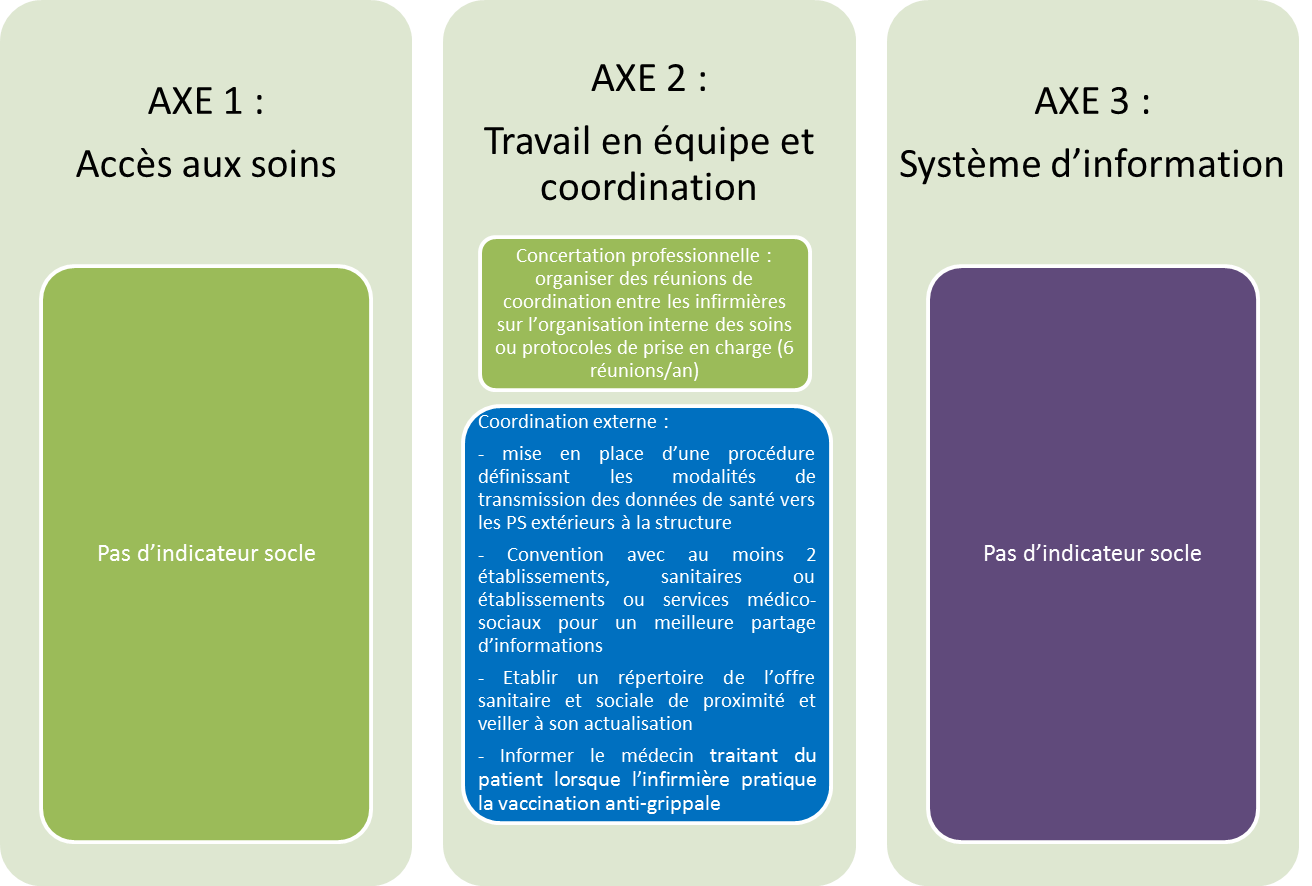 AXE 1 :
Accès aux soins
Pas d’indicateur socle
AXE 2 :
Travail en équipe et
coordination
Concertation professionnelle :
organiser des réunions de
coordination entre les infirmières
sur l’organisation interne des soins
ou protocoles de prise en charge (6
réunions/an)
Coordination externe :
- mise en place d’une procédure
définissant les modalités de
transmission des données de santé vers
les PS extérieurs à la structure
- Convention avec au moins 2
établissements, sanitaires ou
établissements ou services médico-
sociaux pour un meilleure partage
d’informations
- Etablir un répertoire de l’offre
sanitaire et sociale de proximité et
veiller à son actualisation
- Informer le médecin traitant du
patient lorsque l’infirmière pratique
la vaccination anti-grippale
AXE 3 :
Système d’information
Pas d’indicateur socle